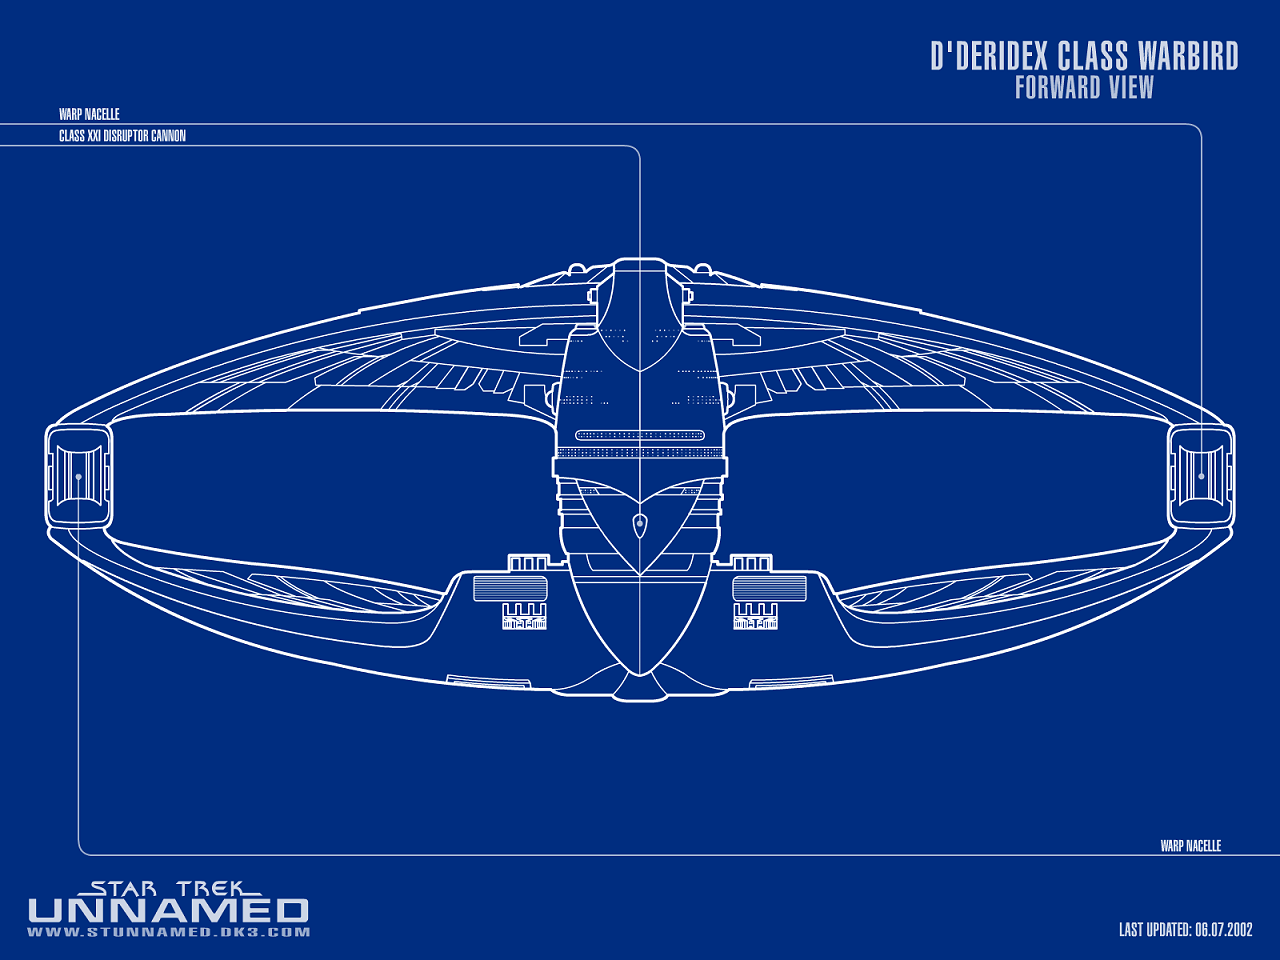 D'DERIDEX CLASS WARBIRD
FORWARD VIEW
WARP NACELLE
CLASS XXI DISRUPTOR CANNON
WARP NACELLE
STAR TREK
UNNAMED
WWW.STUNNAMED.DK3.COM
LAST UPDATED: 06.07.2002